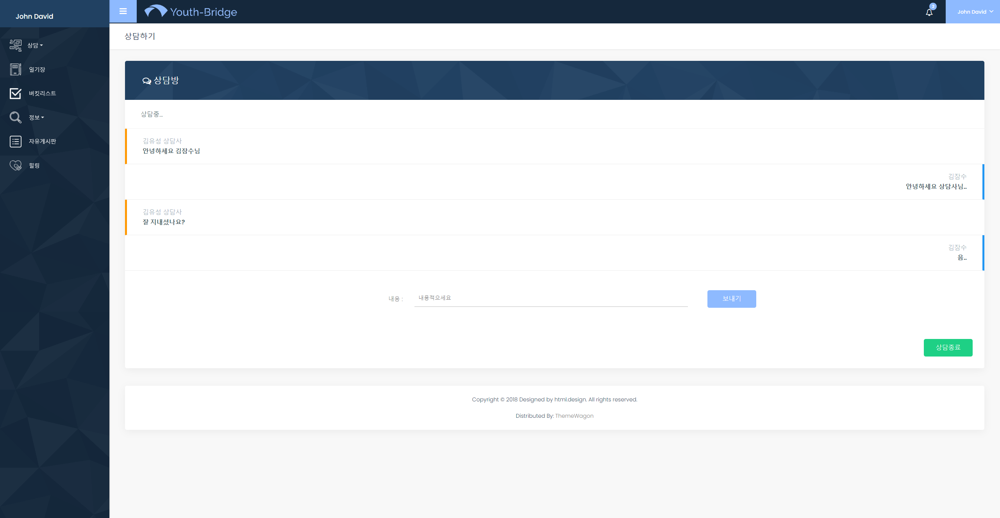 John David
상담
일기장
버킷리스트
정보
자유게시판
힐링
Youth-Bridge
2
John David
상담하기
상담방
상담중...
김유성 상담사
안녕하세요 김잠수님
김잠수
안녕하세요 상담사님..
김유성 상담사
잘 지내셨나요?
김잠수
음..
내용 :
내용적으세요
보내기
상담종료
Copyright © 2018 Designed by html.design. All rights reserved.
Distributed By: ThemeWagon